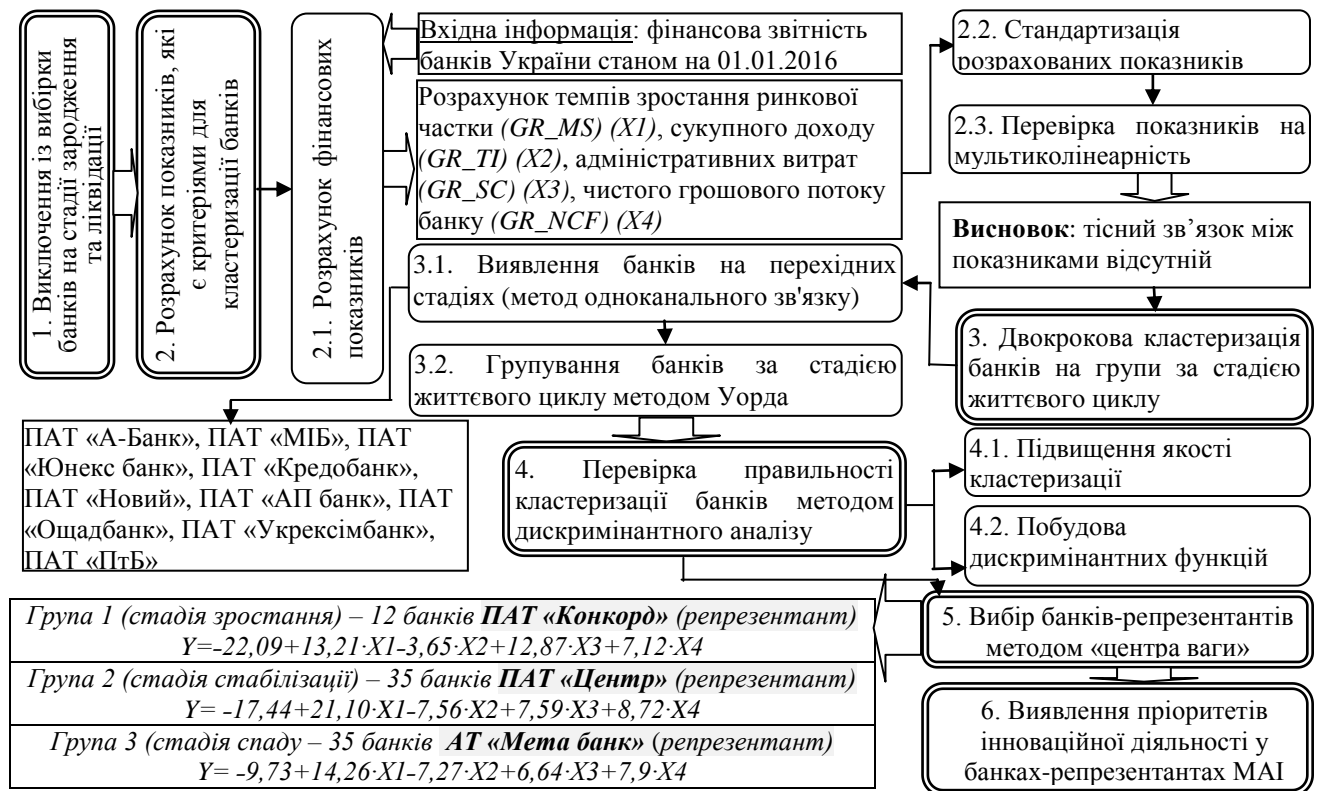 1. Виключення із вибірки
банків на стадії зародження
та ліквідації
2. Розрахунок показників, які
є критеріями для
кластеризації банків
2.1. Розрахунок фінансових
показників
Вхідна інформація: фінансова звітність
банків України станом на 01.01.2016
Розрахунок темпів зростання ринкової
частки (GR_MS) (X1), сукупного доходу
(GR_TI) (X2), адміністративних витрат
(GR_SC) (X3), чистого грошового потоку
банку (GR_NCF) (X4)
2.2. Стандартизація
розрахованих показників
2.3. Перевірка показників на
мультиколінеарність
Висновок: тісний зв’язок між
показниками відсутній
3. Двокрокова кластеризація
банків на групи за стадією
життєвого циклу
3.1. Виявлення банків на перехідних
стадіях (метод одноканального зв'язку)
3.2. Групування банків за стадією
життєвого циклу методом Уорда
ПАТ «А-Банк», ПАТ «МІБ», ПАТ
«Юнекс банк», ПАТ «Кредобанк»,
ПАТ «Новий», ПАТ «АП банк», ПАТ
«Ощадбанк», ПАТ «Укрексімбанк»,
ПАТ «ПтБ»
4. Перевірка правильності
кластеризації банків методом
дискримінантного аналізу
4.1. Підвищення якості
кластеризації
4.2. Побудова
дискримінантних функцій
5. Вибір банків-репрезентантів
методом «центра ваги»
Група 1 (стадія зростання) – 12 банків ПАТ «Конкорд» (репрезентант)
Y=-22,09+13,21·X1-3,65·X2+12,87·X3+7,12·X4
Група 2 (стадія стабілізації) – 35 банків ПАТ «Центр» (репрезентант)
Y= -17,44+21,10·X1-7,56·X2+7,59·X3+8,72·X4
Група 3 (стадія спаду – 35 банків АТ «Мета банк» (репрезентант)
Y= -9,73+14,26·X1-7,27·X2+6,64·X3+7,9·X4
6. Виявлення пріоритетів
інноваційної діяльності у
банках-репрезентантах МАІ